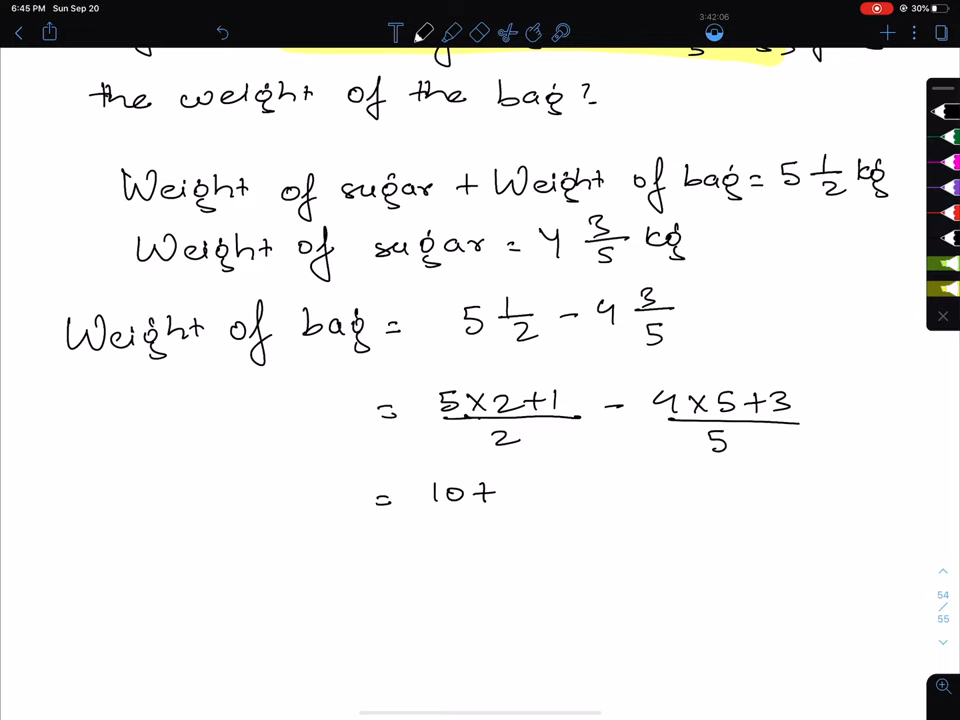 6:45 PM Sun Sep 20
3:42:06
30%
T
the weight of the bag?
Weight of sugar + Weight of bag = 5 1/2 kg
Weight of sugar = 4 3/5 kg
Weight of bag = 5 1/2 - 4 3/5
= 5×2+1/2 - 4×5+3/5
= 10+
54
/
55